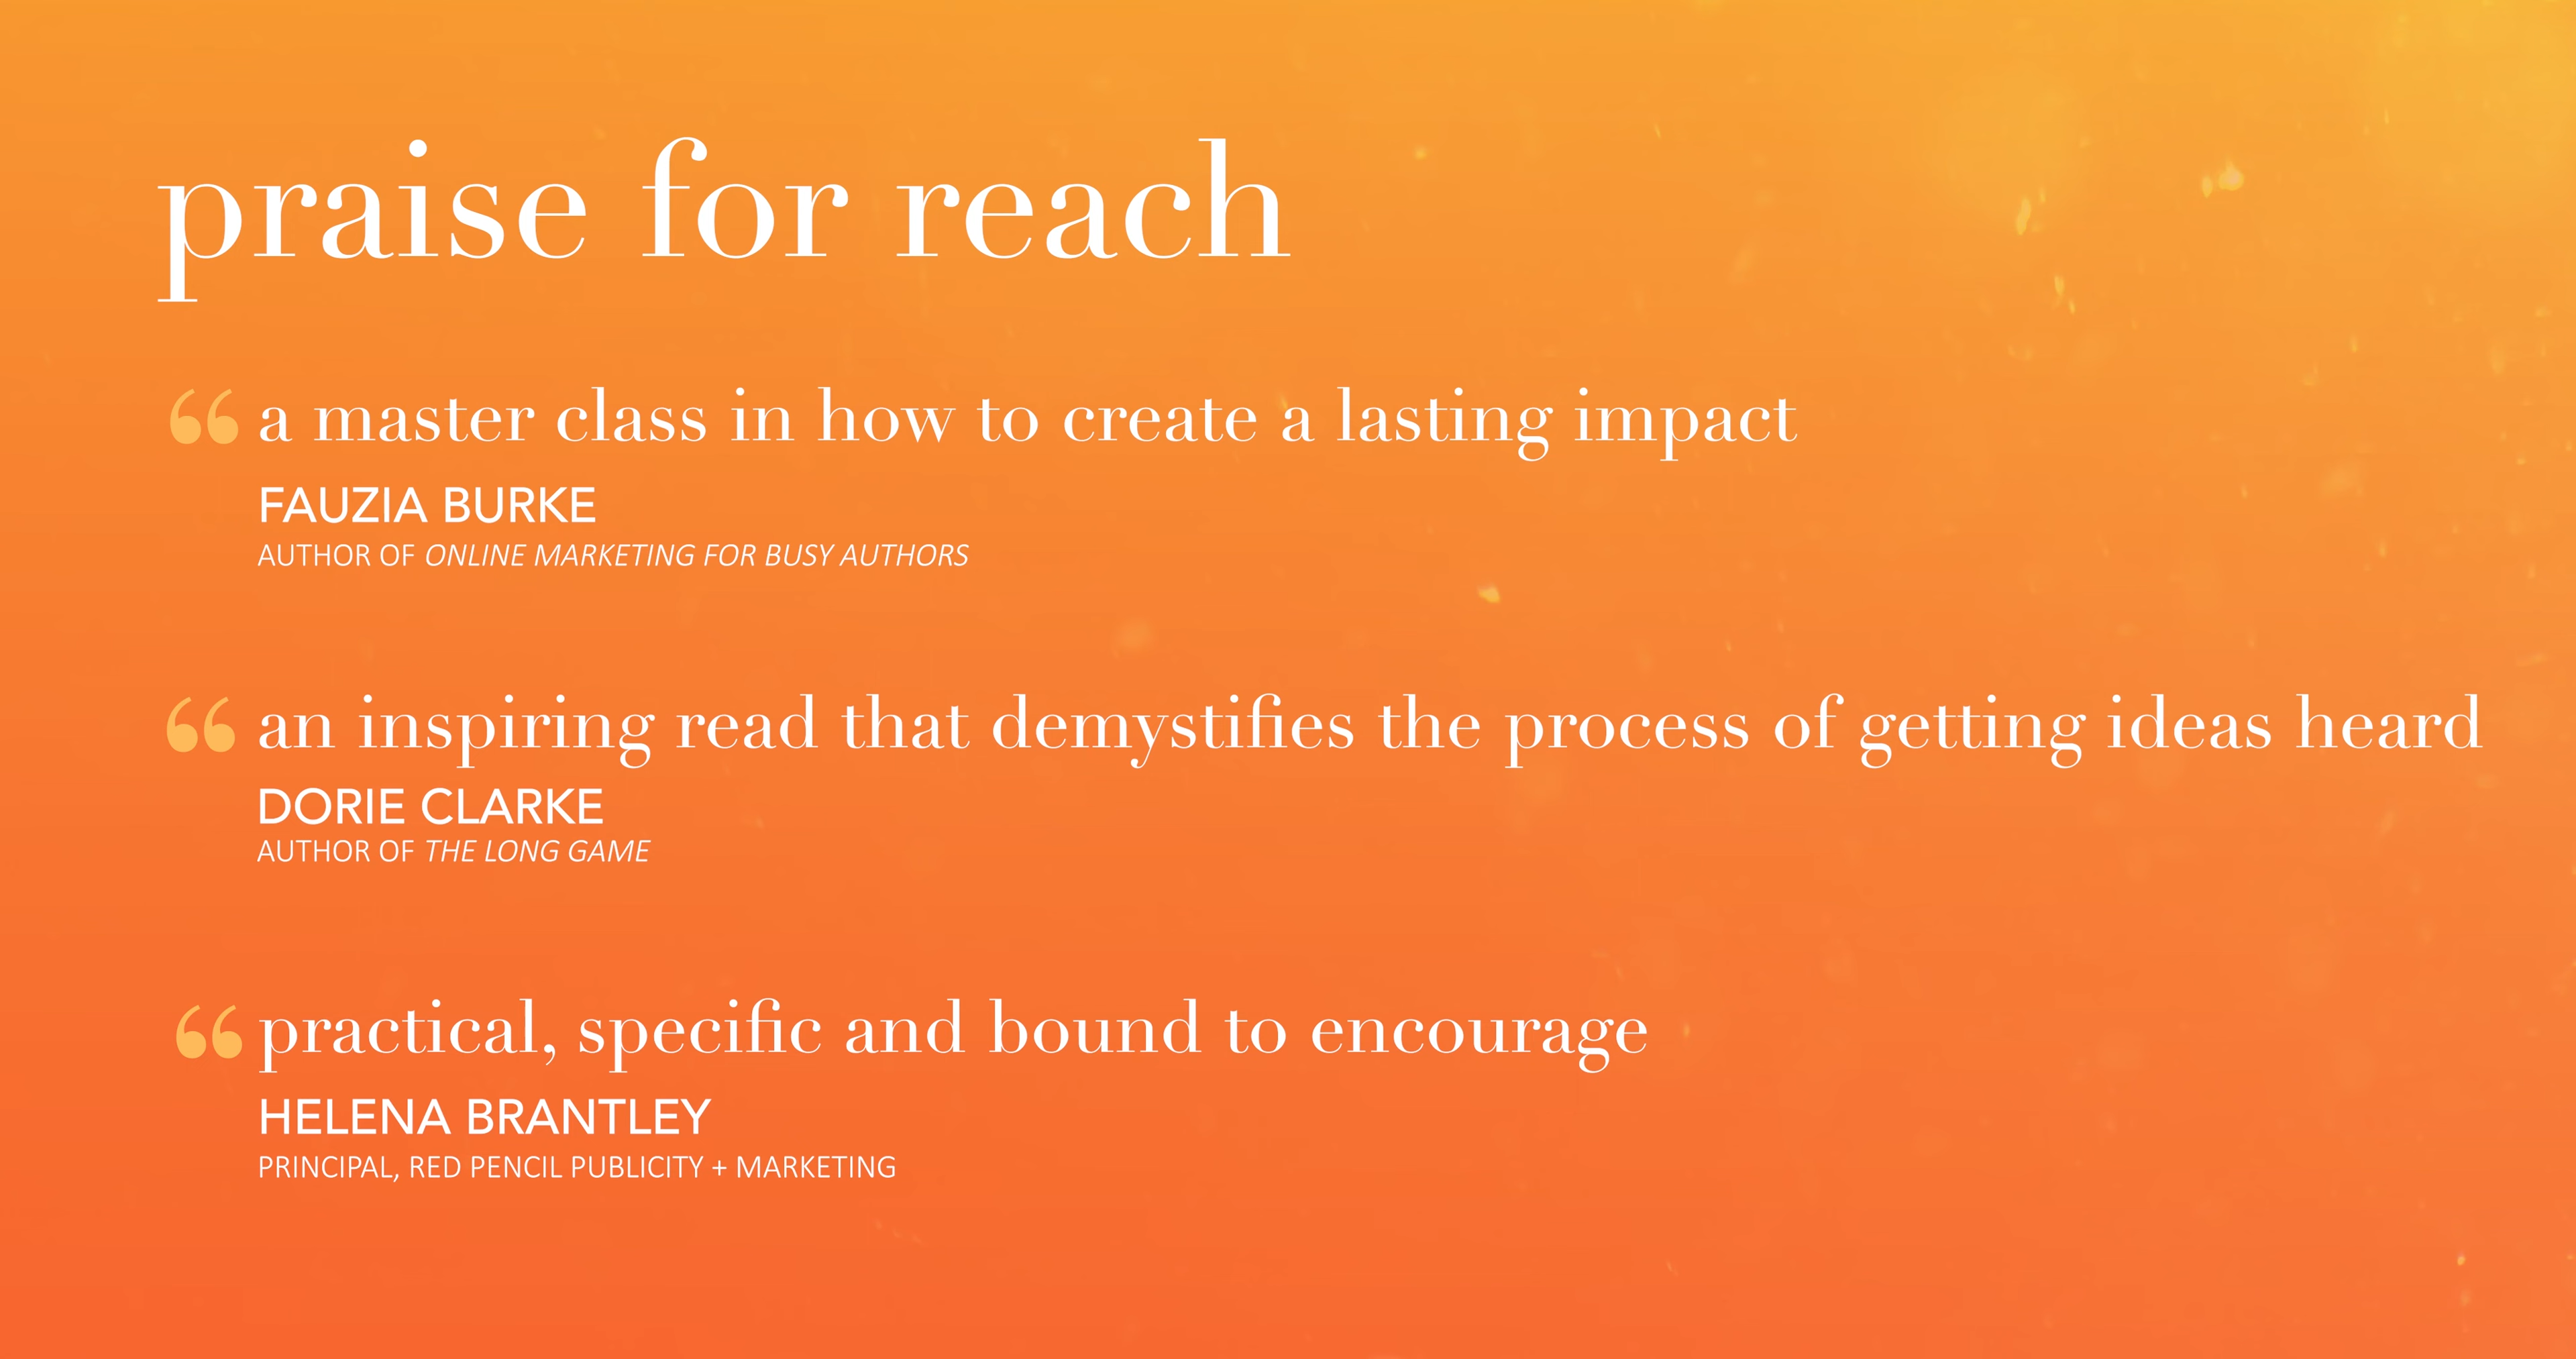 praise for reach
“ a master class in how to create a lasting impact
FAUZIA BURKE
AUTHOR OF ONLINE MARKETING FOR BUSY AUTHORS
“ an inspiring read that demystifies the process of getting ideas heard
DORIE CLARKE
AUTHOR OF THE LONG GAME
“ practical, specific and bound to encourage
HELENA BRANTLEY
PRINCIPAL, RED PENCIL PUBLICITY + MARKETING